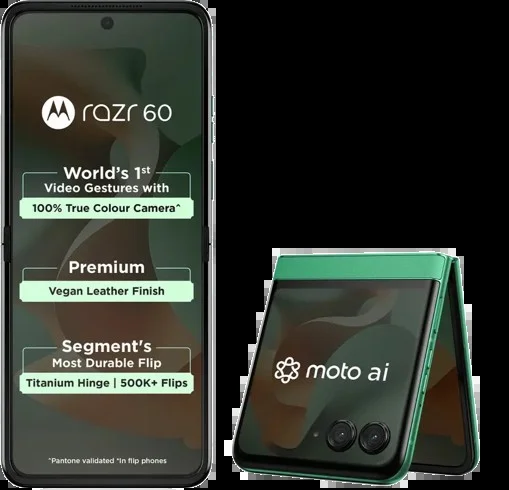 razr 60
World's 1st
Video Gestures with
100% True Colour Camera^
Premium
Vegan Leather Finish
Segment's
Most Durable Flip
Titanium Hinge | 500K+ Flips
^Pantone validated *In flip phones
moto ai